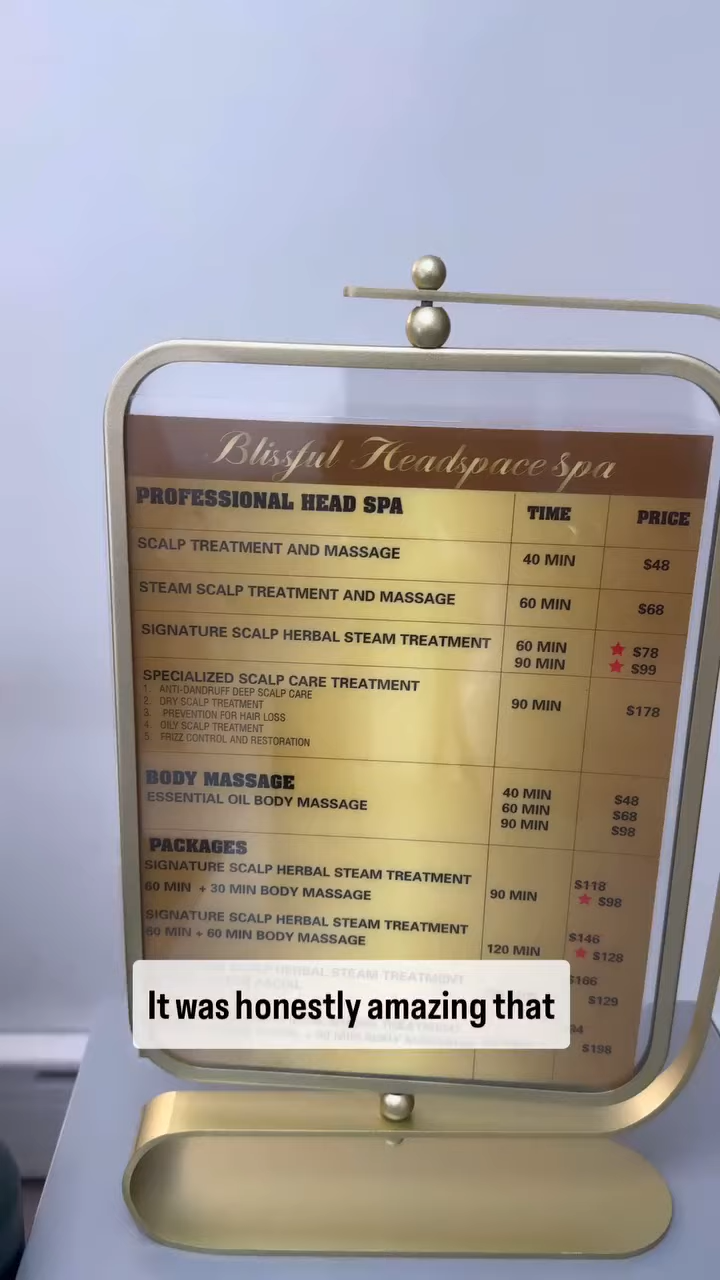 Blissful Headspace Spa
PROFESSIONAL HEAD SPA TIME PRICE
SCALP TREATMENT AND MASSAGE 40 MIN $48
STEAM SCALP TREATMENT AND MASSAGE 60 MIN $68
SIGNATURE SCALP HERBAL STEAM TREATMENT 60 MIN $78
90 MIN $99
SPECIALIZED SCALP CARE TREATMENT 90 MIN $178
1. ANTI-DANDRUFF DEEP SCALP CARE
2. DRY SCALP TREATMENT
3. PREVENTION FOR HAIR LOSS
4. OILY SCALP TREATMENT
5. FRIZZ CONTROL AND RESTORATION
BODY MASSAGE
ESSENTIAL OIL BODY MASSAGE 40 MIN $48
60 MIN $68
90 MIN $98
PACKAGES
SIGNATURE SCALP HERBAL STEAM TREATMENT $118
60 MIN + 30 MIN BODY MASSAGE 90 MIN $98
SIGNATURE SCALP HERBAL STEAM TREATMENT $146
60 MIN + 60 MIN BODY MASSAGE 120 MIN $128
SCALP HERBAL STEAM TREATMENT $166
$129
It was honestly amazing that
$198